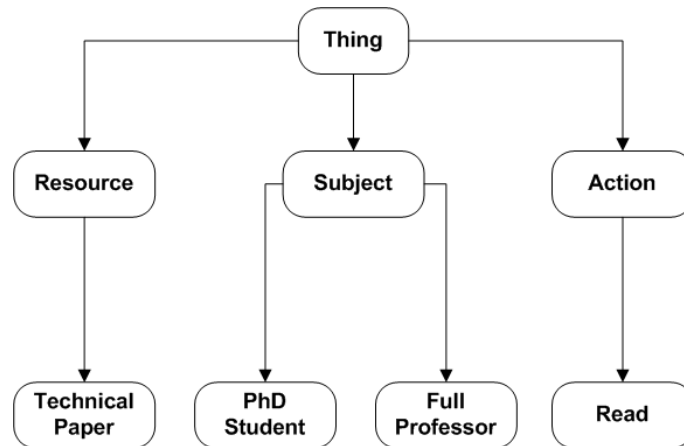 Thing
Resource
Subject
Action
Technical
Paper
PhD
Student
Full
Professor
Read